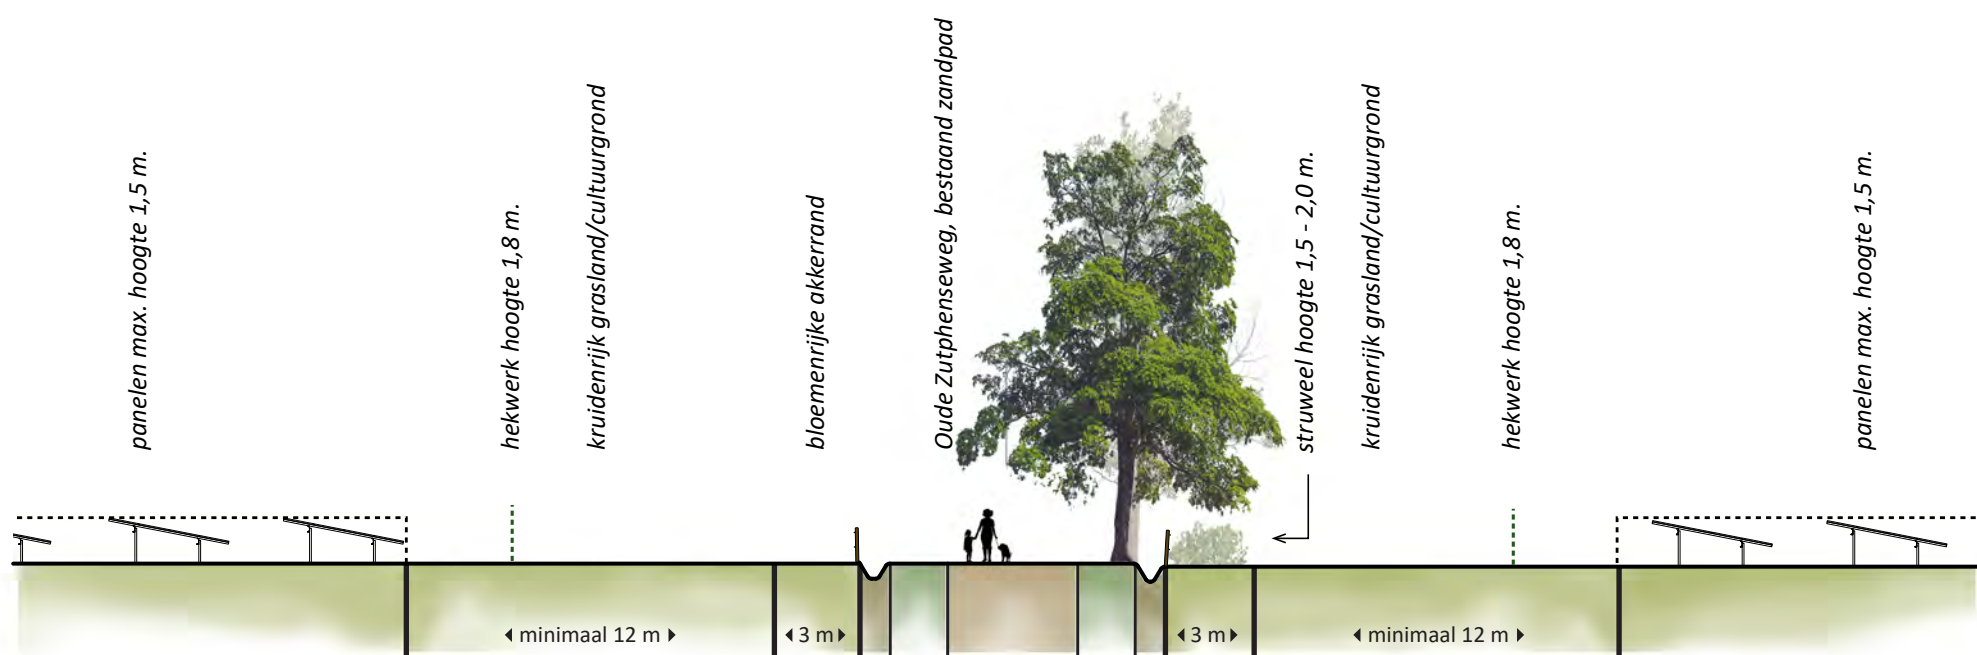 panelen max. hoogte 1,5 m.
hekwerk hoogte 1,8 m.
kruidenrijk grasland/cultuurgrond
bloemenrijke akkerrand
Oude Zutphenseweg, bestaand zandpad
struweel hoogte 1,5 - 2,0 m.
kruidenrijk grasland/cultuurgrond
hekwerk hoogte 1,8 m.
panelen max. hoogte 1,5 m.
minimaal 12 m
3 m
3 m
minimaal 12 m